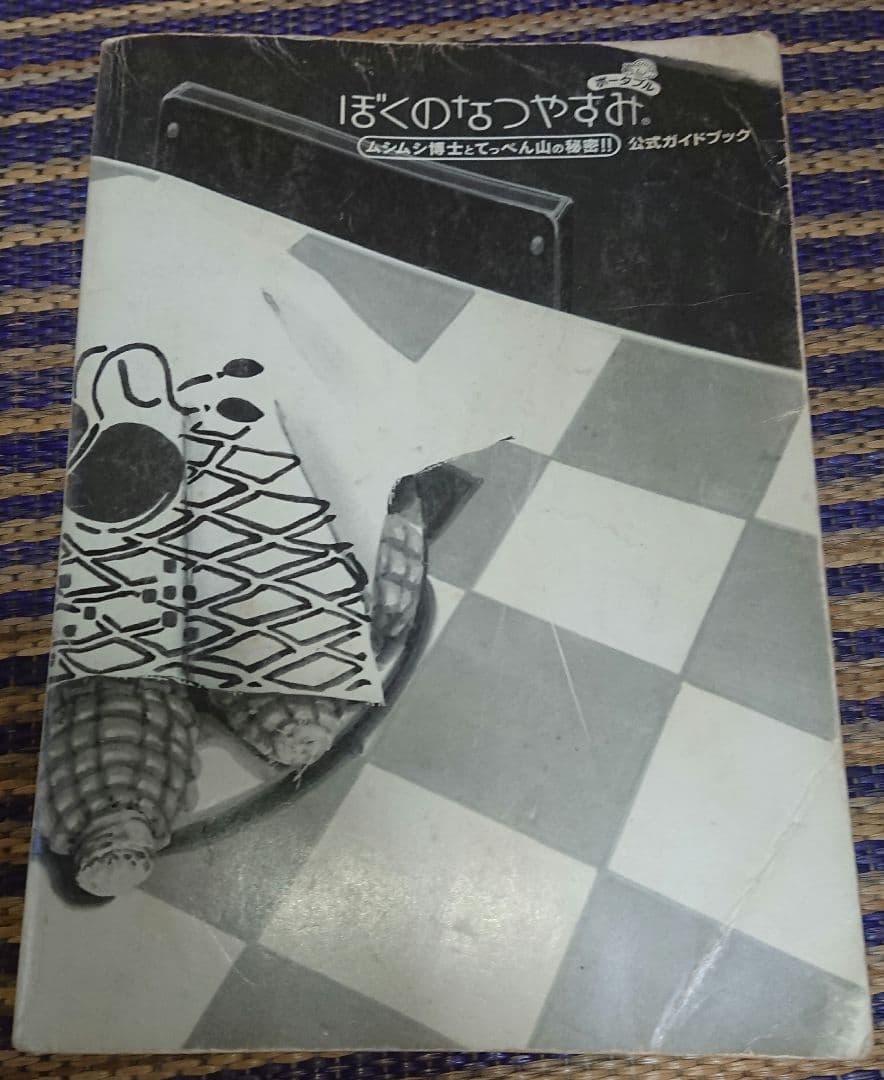 ポータブル
ぼくのなつやすみ®
ムシムシ博士とてっぺん山の秘密!! 公式ガイドブック